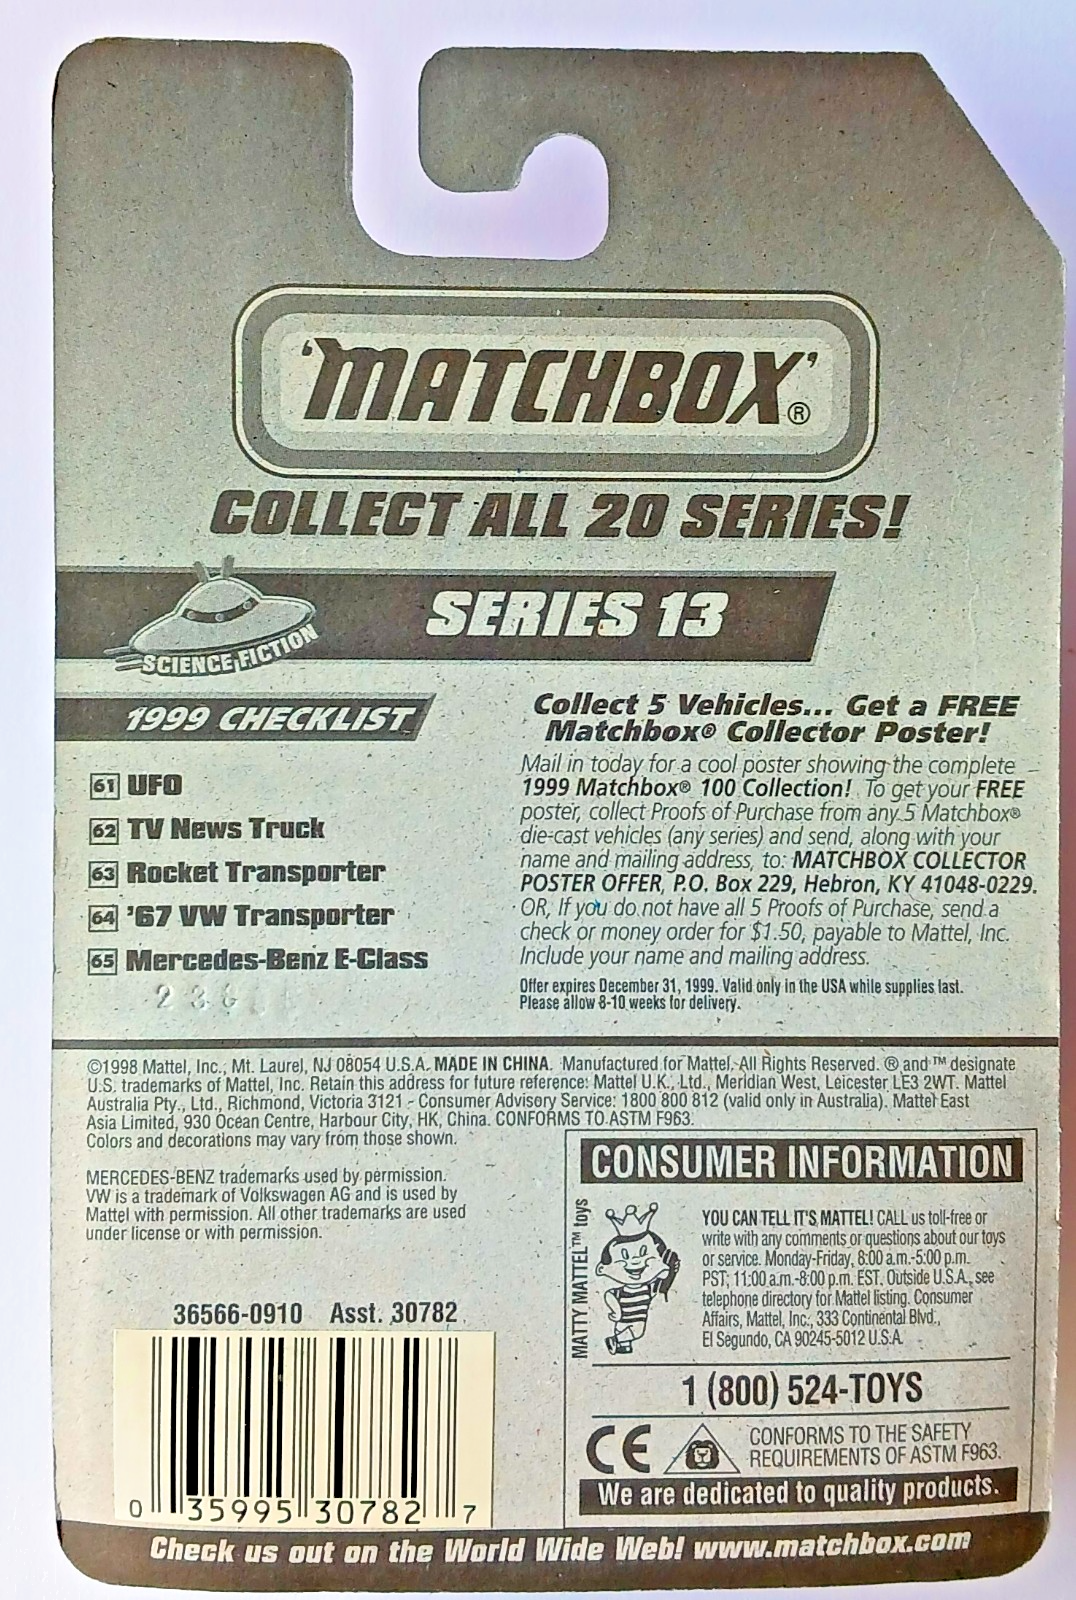 'MATCHBOX'®
COLLECT ALL 20 SERIES!
SCIENCE FICTION
SERIES 13
1999 CHECKLIST
61 UFO
62 TV News Truck
63 Rocket Transporter
64 '67 VW Transporter
65 Mercedes-Benz E-Class
Collect 5 Vehicles... Get a FREE
Matchbox® Collector Poster!
Mail in today for a cool poster showing the complete
1999 Matchbox® 100 Collection! To get your FREE
poster, collect Proofs of Purchase from any 5 Matchbox®
die-cast vehicles (any series) and send, along with your
name and mailing address, to: MATCHBOX COLLECTOR
POSTER OFFER, P.O. Box 229, Hebron, KY 41048-0229.
OR, If you do not have all 5 Proofs of Purchase, send a
check or money order for $1.50, payable to Mattel, Inc.
Include your name and mailing address.
Offer expires December 31, 1999. Valid only in the USA while supplies last.
Please allow 8-10 weeks for delivery.
©1998 Mattel, Inc., Mt. Laurel, NJ 08054 U.S.A. MADE IN CHINA. Manufactured for Mattel. All Rights Reserved. ® and ™ designate
U.S. trademarks of Mattel, Inc. Retain this address for future reference: Mattel U.K., Ltd., Meridian West, Leicester LE3 2WT. Mattel
Australia Pty., Ltd., Richmond, Victoria 3121 - Consumer Advisory Service: 1800 800 812 (valid only in Australia). Mattel East
Asia Limited, 930 Ocean Centre, Harbour City, HK, China. CONFORMS TO ASTM F963.
Colors and decorations may vary from those shown.
MERCEDES-BENZ trademarks used by permission.
VW is a trademark of Volkswagen AG and is used by
Mattel with permission. All other trademarks are used
under license or with permission.
36566-0910 Asst. 30782
0 35995 30782 7
CONSUMER INFORMATION
MATTY MATTEL™ toys
YOU CAN TELL IT'S MATTEL! CALL us toll-free or
write with any comments or questions about our toys
or service. Monday-Friday, 8:00 a.m.-5:00 p.m.
PST; 11:00 a.m.-8:00 p.m. EST. Outside U.S.A., see
telephone directory for Mattel listing. Consumer
Affairs, Mattel, Inc., 333 Continental Blvd.,
El Segundo, CA 90245-5012 U.S.A.
1 (800) 524-TOYS
CE
CONFORMS TO THE SAFETY
REQUIREMENTS OF ASTM F963.
We are dedicated to quality products.
Check us out on the World Wide Web! www.matchbox.com